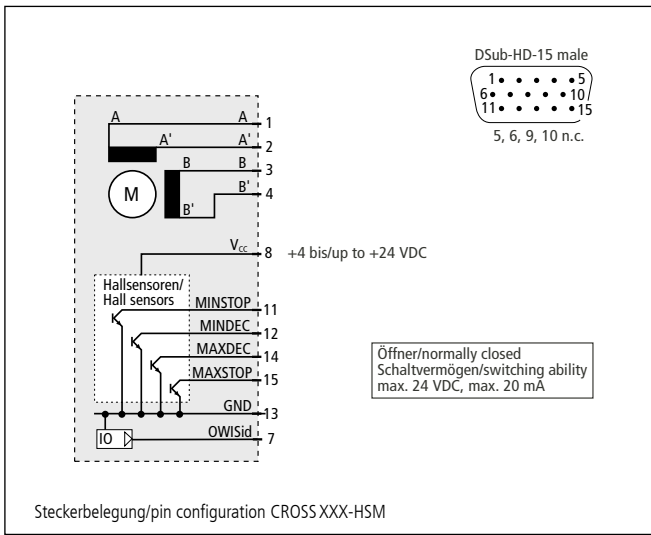 DSub-HD-15 male
1 5
6 10
11 15
5, 6, 9, 10 n.c.
A A 1
A' A' 2
B B 3
M
B' B' 4
Vcc 8 +4 bis/up to +24 VDC
Hallsensoren/
Hall sensors
MINSTOP 11
MINDEC 12
MAXDEC 14
MAXSTOP 15
GND 13
IO OWISid 7
Öffner/normally closed
Schaltvermögen/switching ability
max. 24 VDC, max. 20 mA
Steckerbelegung/pin configuration CROSS XXX-HSM